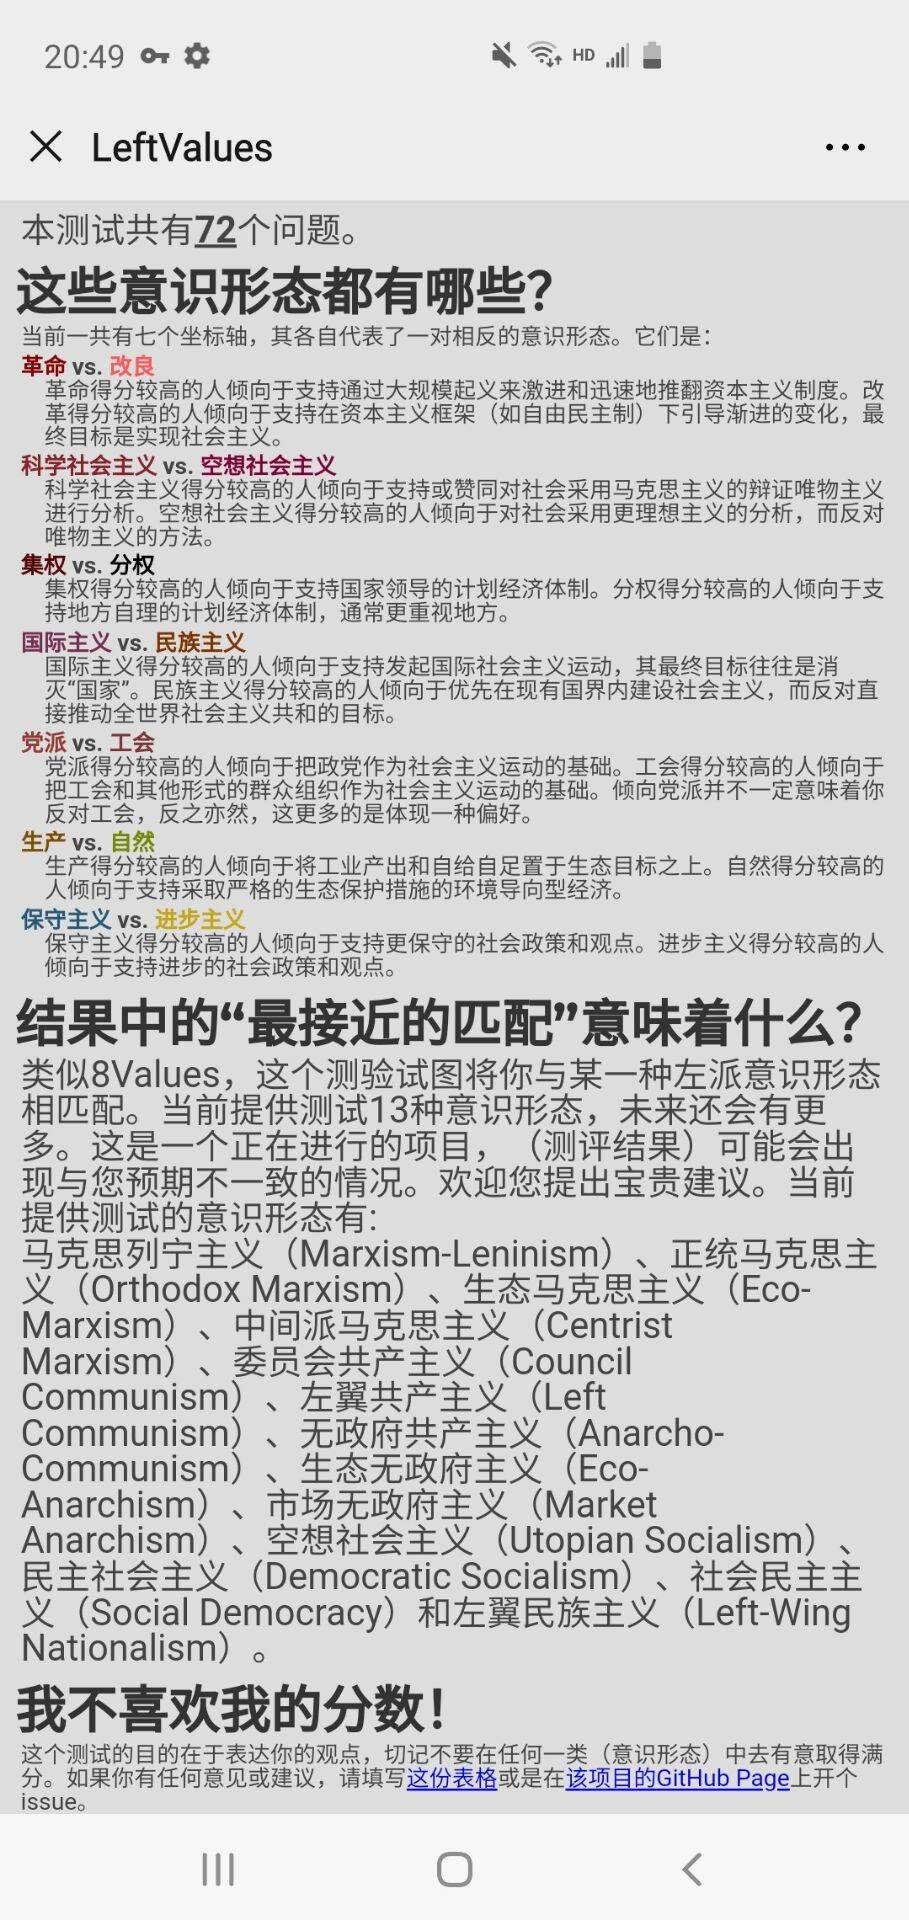 20:49
HD
LeftValues
本测试共有72个问题。
这些意识形态都有哪些？
当前一共有七个坐标轴，其各自代表了一对相反的意识形态。它们是：
革命 vs. 改良
革命得分较高的人倾向于支持通过大规模起义来激进和迅速地推翻资本主义制度。改
革得分较高的人倾向于支持在资本主义框架（如自由民主制）下引导渐进的变化，最
终目标是实现社会主义。
科学社会主义 vs. 空想社会主义
科学社会主义得分较高的人倾向于支持或赞同对社会采用马克思主义的辩证唯物主义
进行分析。空想社会主义得分较高的人倾向于对社会采用更理想主义的分析，而反对
唯物主义的方法。
集权 vs. 分权
集权得分较高的人倾向于支持国家领导的计划经济体制。分权得分较高的人倾向于支
持地方自理的计划经济体制，通常更重视地方。
国际主义 vs. 民族主义
国际主义得分较高的人倾向于支持发起国际社会主义运动，其最终目标往往是消
灭“国家”。民族主义得分较高的人倾向于优先在现有国界内建设社会主义，而反对直
接推动全世界社会主义共和的目标。
党派 vs. 工会
党派得分较高的人倾向于把政党作为社会主义运动的基础。工会得分较高的人倾向于
把工会和其他形式的群众组织作为社会主义运动的基础。倾向党派并不一定意味着你
反对工会，反之亦然，这更多的是体现一种偏好。
生产 vs. 自然
生产得分较高的人倾向于将工业产出和自给自足置于生态目标之上。自然得分较高的
人倾向于支持采取严格的生态保护措施的环境导向型经济。
保守主义 vs. 进步主义
保守主义得分较高的人倾向于支持更保守的社会政策和观点。进步主义得分较高的人
倾向于支持进步的社会政策和观点。
结果中的“最接近的匹配”意味着什么？
类似8Values，这个测验试图将你与某一种左派意识形态
相匹配。当前提供测试13种意识形态，未来还会有更
多。这是一个正在进行的项目，（测评结果）可能会出
现与您预期不一致的情况。欢迎您提出宝贵建议。当前
提供测试的意识形态有:
马克思列宁主义（Marxism-Leninism）、正统马克思主
义（Orthodox Marxism）、生态马克思主义（Eco-
Marxism）、中间派马克思主义（Centrist
Marxism）、委员会共产主义（Council
Communism）、左翼共产主义（Left
Communism）、无政府共产主义（Anarcho-
Communism）、生态无政府主义（Eco-
Anarchism）、市场无政府主义（Market
Anarchism）、空想社会主义（Utopian Socialism）、
民主社会主义（Democratic Socialism）、社会民主主
义（Social Democracy）和左翼民族主义（Left-Wing
Nationalism）。
我不喜欢我的分数！
这个测试的目的在于表达你的观点，切记不要在任何一类（意识形态）中去有意取得满
分。如果你有任何意见或建议，请填写这份表格或是在该项目的GitHub Page上开个
issue。